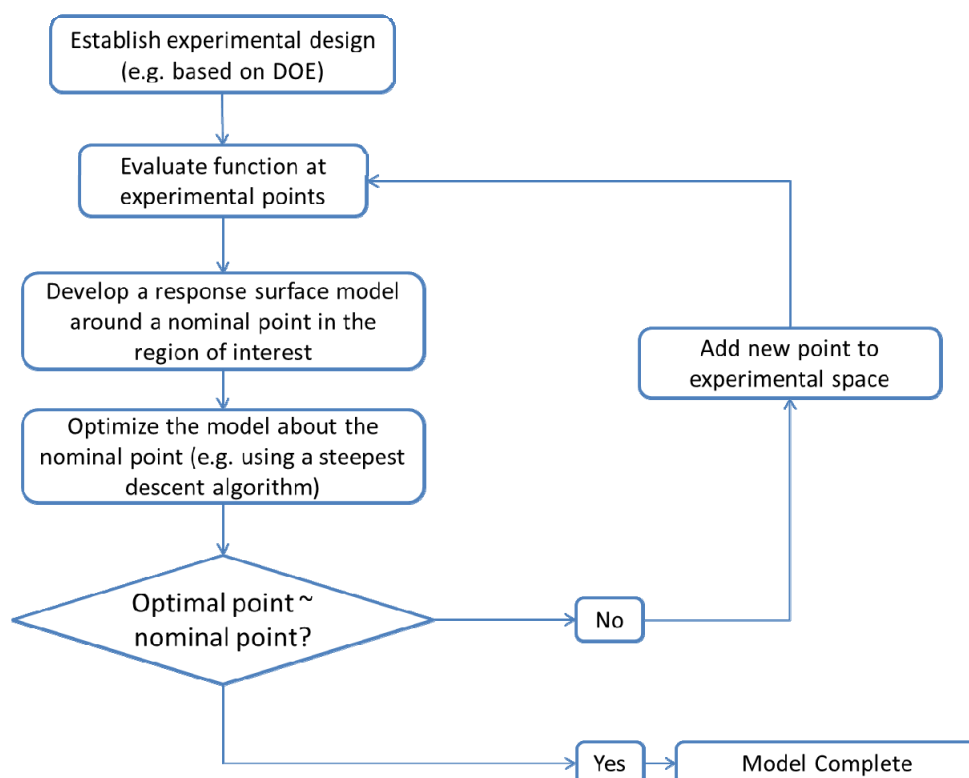 Establish experimental design
(e.g. based on DOE)
Evaluate function at
experimental points
Develop a response surface model
around a nominal point in the
region of interest
Add new point to
experimental space
Optimize the model about the
nominal point (e.g. using a steepest
descent algorithm)
Optimal point ~
nominal point?
No
Yes
Model Complete